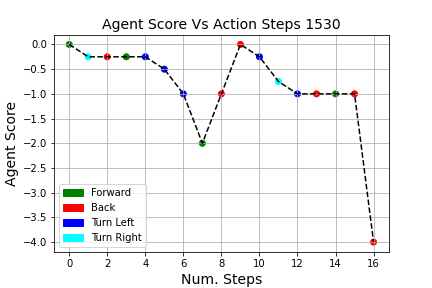 Agent Score Vs Action Steps 1530
Agent Score
0.0
−0.5
−1.0
−1.5
−2.0
−2.5
−3.0
−3.5
−4.0
Forward
Back
Turn Left
Turn Right
0 2 4 6 8 10 12 14 16
Num. Steps